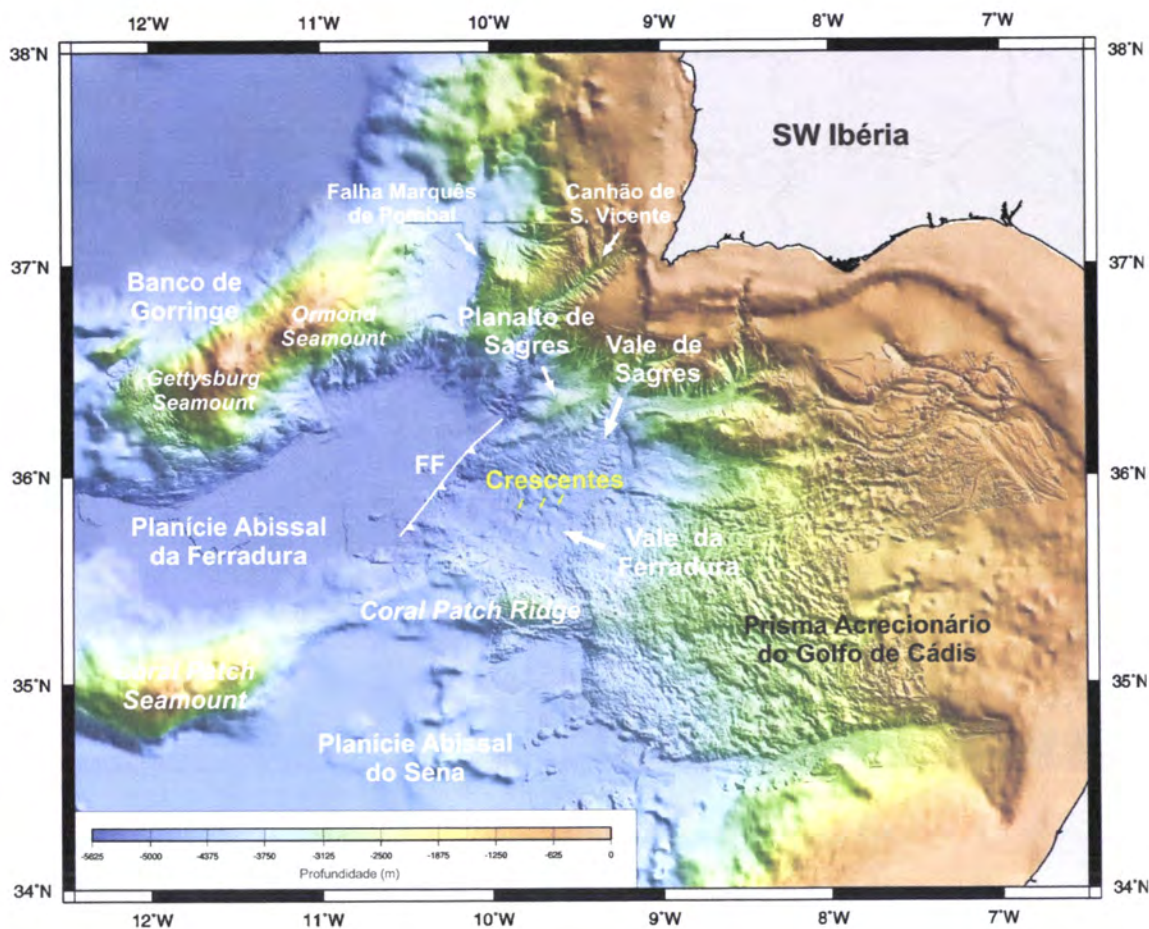 12˚W
11˚W
10˚W
9˚W
8˚W
7˚W
38˚N
38˚N
SW Ibéria
Falha Marquês
de Pombal
Canhão de
S. Vicente
37˚N
37˚N
Banco de
Gorringe
Ormond
Seamount
Planalto de
Sagres
Vale de
Sagres
Gettysburg
Seamount
FF
36˚N
36˚N
Crescentes
Planície Abissal
da Ferradura
Vale da
Ferradura
Coral Patch Ridge
Prisma Acrecionário
do Golfo de Cádis
Coral Patch
Seamount
35˚N
35˚N
Planície Abissal
do Sena
-5625
-5000
-4375
-3750
-3125
-2500
-1875
-1250
-625
0
Profundidade (m)
34˚N
34˚N
12˚W
11˚W
10˚W
9˚W
8˚W
7˚W